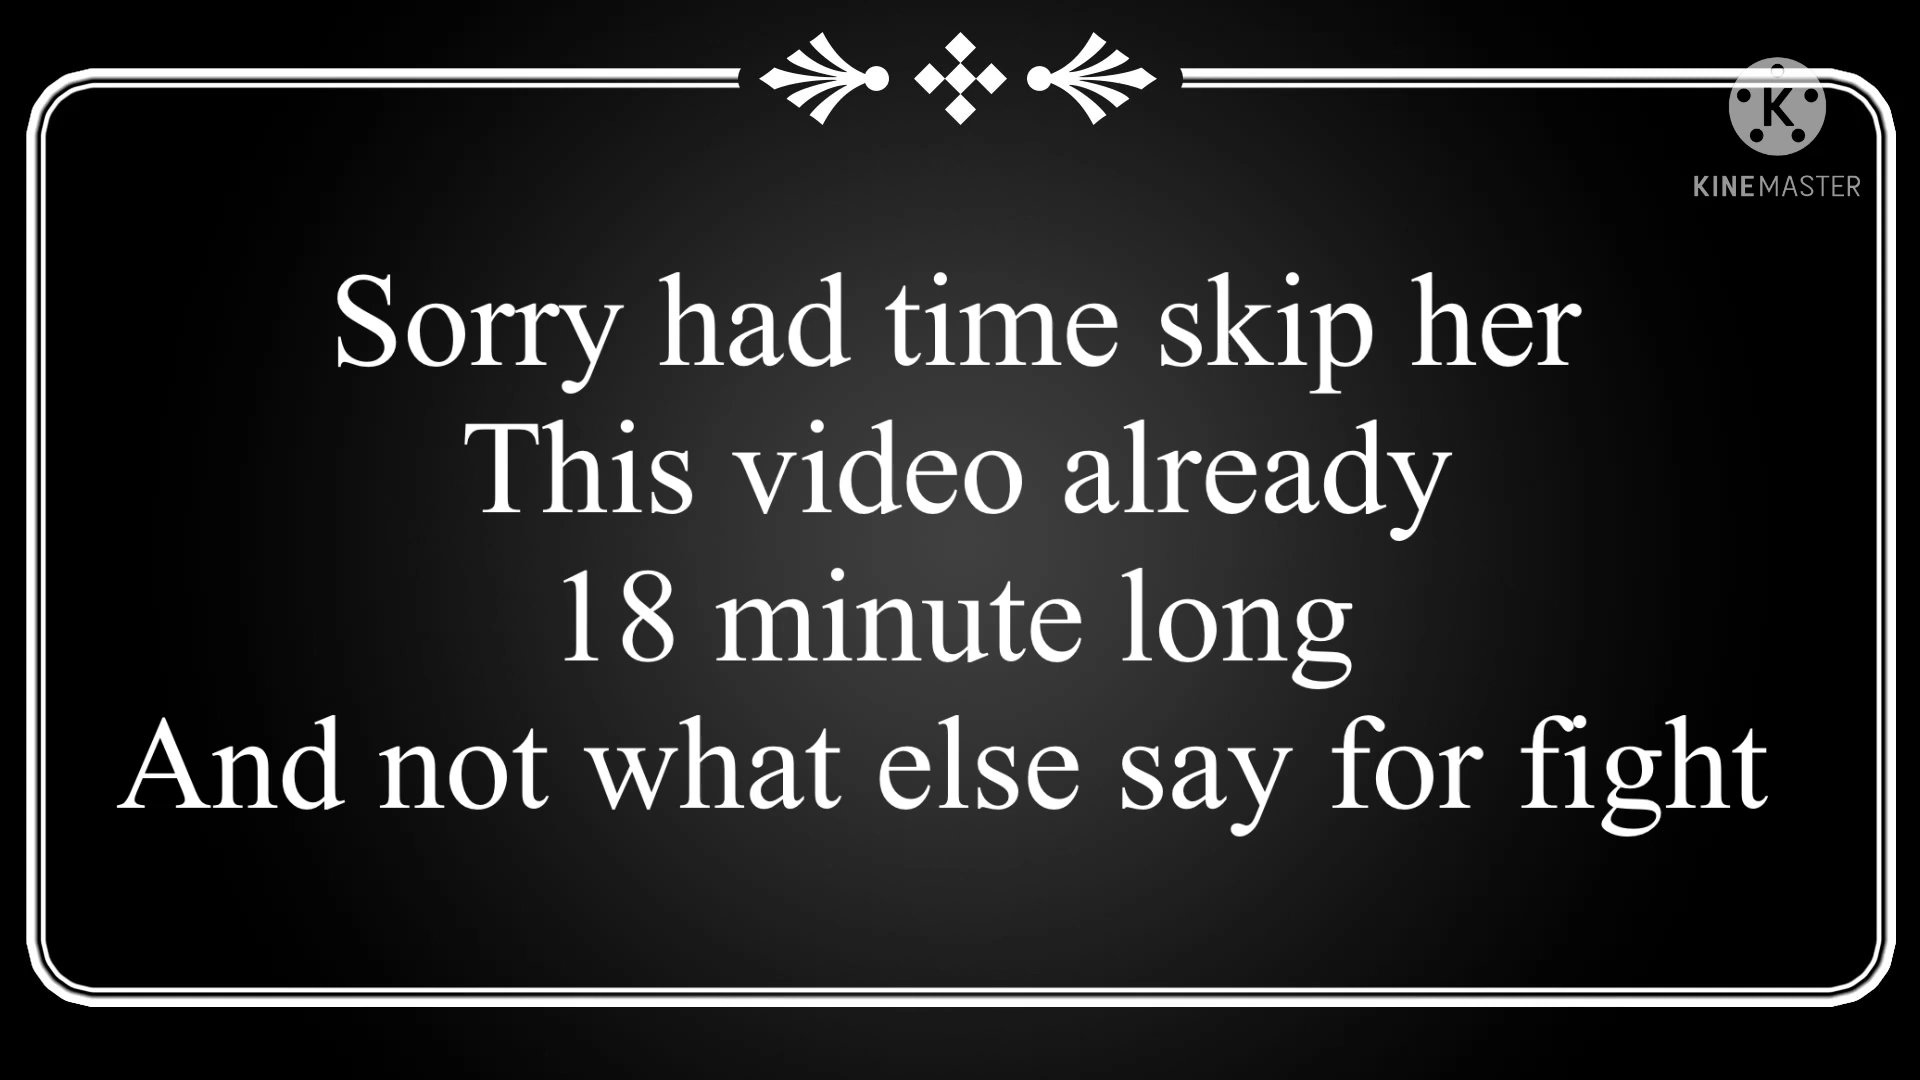 K
KINEMASTER
Sorry had time skip her
This video already
18 minute long
And not what else say for fight